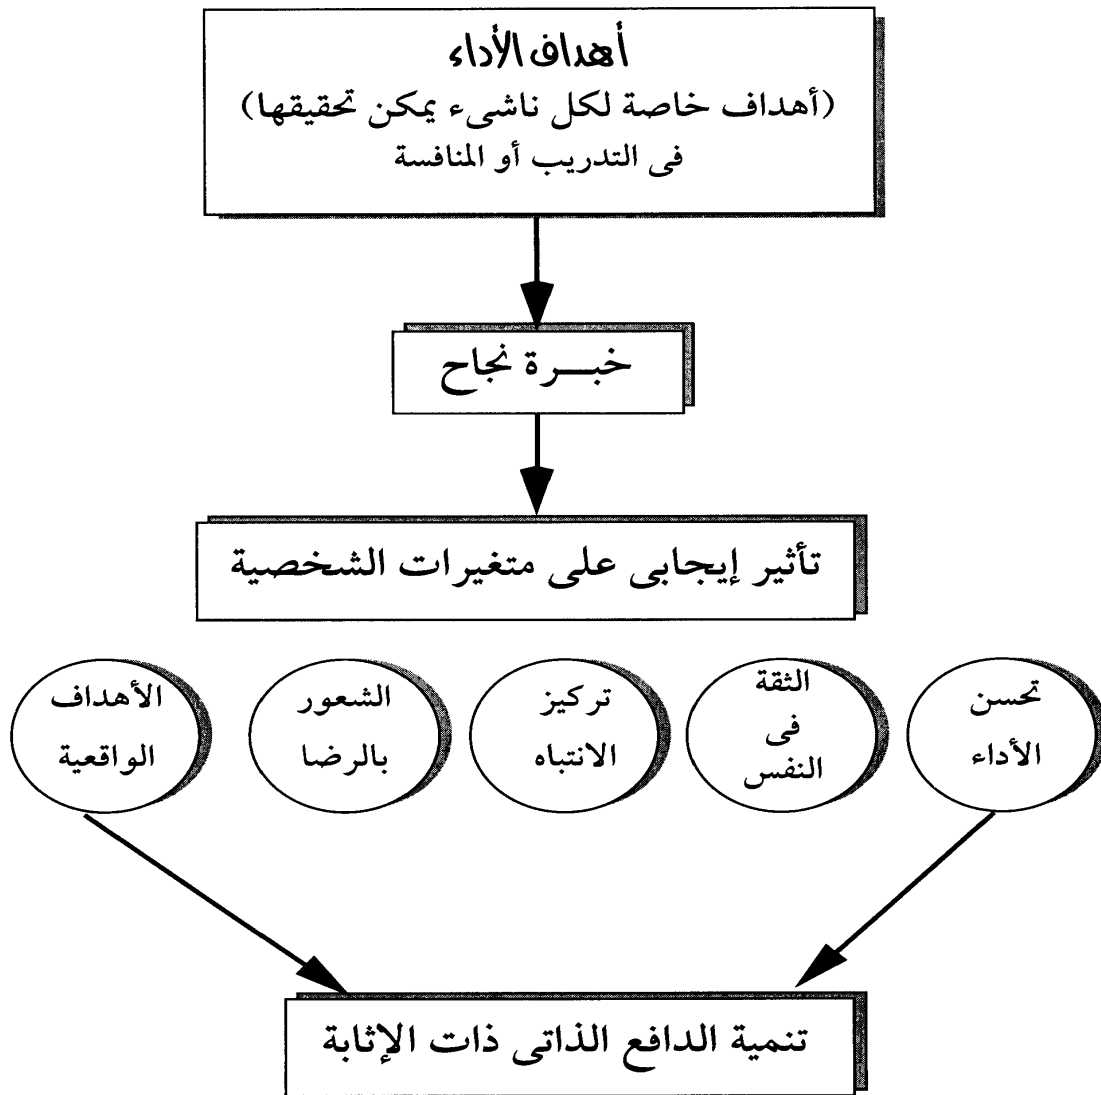 أهداف الأداء
(أهداف خاصة لكل ناشىء يمكن تحقيقها)
فى التدريب أو المنافسة
خبــرة نجاح
تأثير إيجابى على متغيرات الشخصية
تحسن
الأداء
الثقة
فى
النفس
تركيز
الانتباه
الشعور
بالرضا
الأهداف
الواقعية
تنمية الدافع الذاتى ذات الإثابة